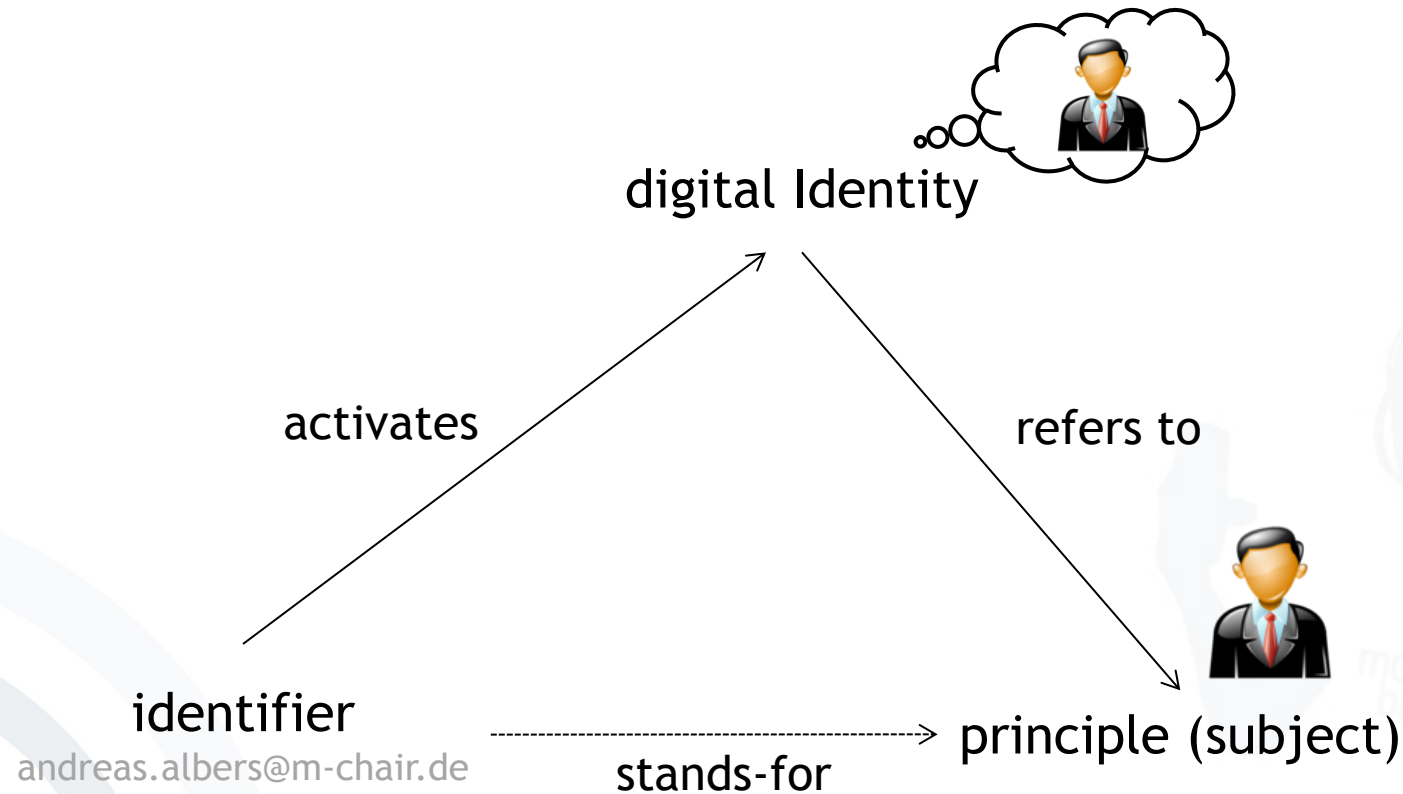 digital Identity
activates
refers to
identifier
principle (subject)
andreas.albers@m-chair.de
stands-for